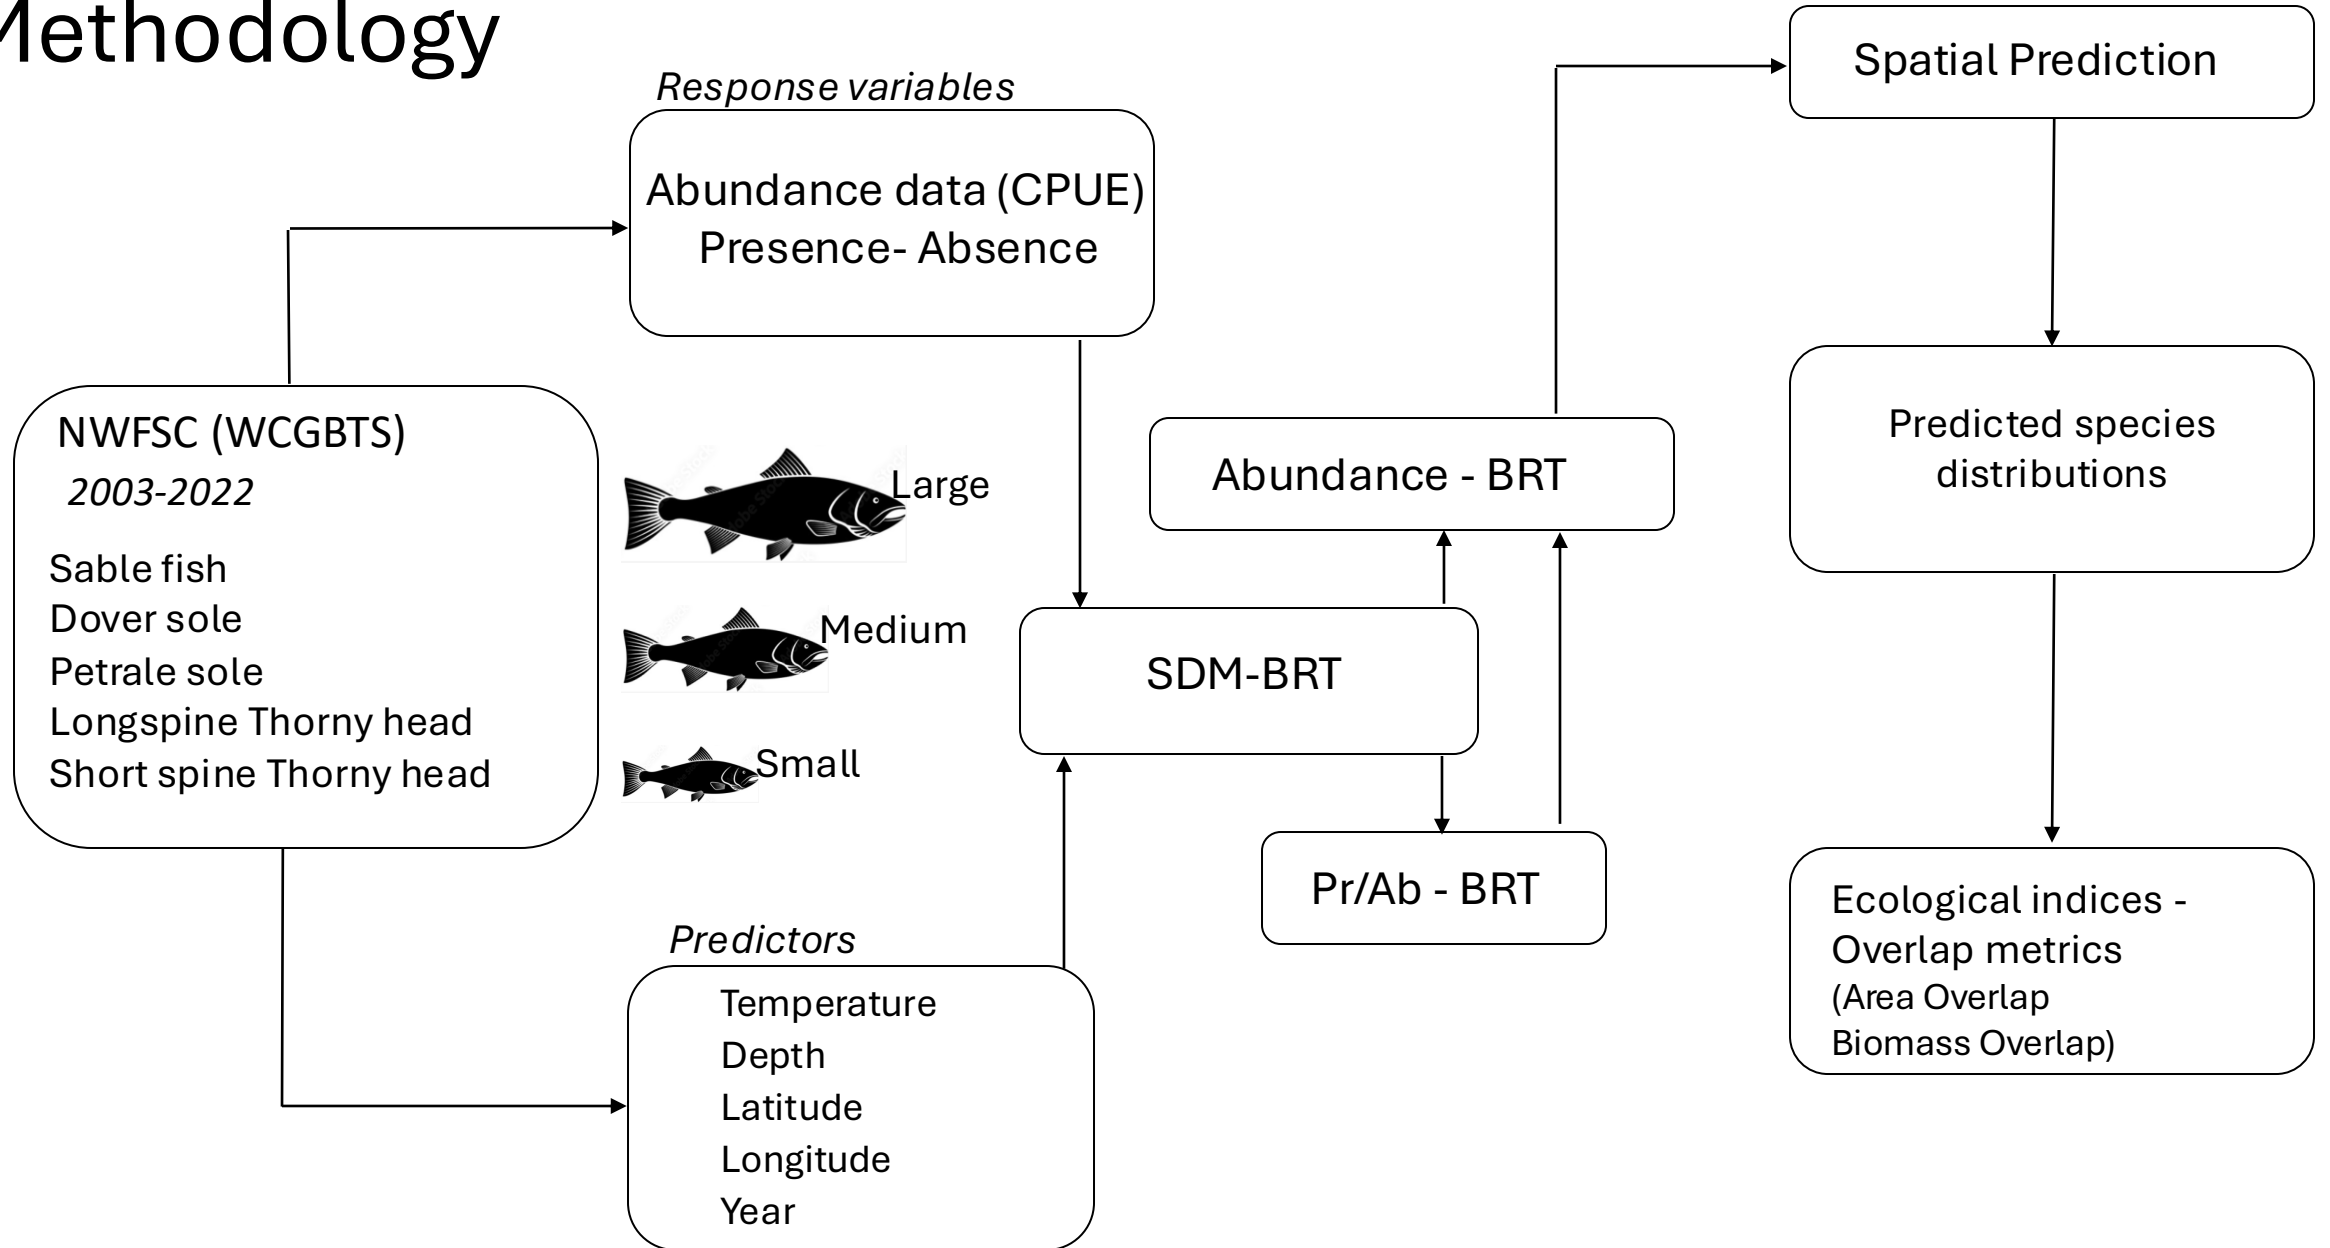 Methodology
Response variables
Abundance data (CPUE)
Presence- Absence
NWFSC (WCGBTS)
2003-2022
Sable fish
Dover sole
Petrale sole
Longspine Thorny head
Short spine Thorny head
Large
Medium
Small
Predictors
Temperature
Depth
Latitude
Longitude
Year
SDM-BRT
Abundance - BRT
Pr/Ab - BRT
Spatial Prediction
Predicted species
distributions
Ecological indices -
Overlap metrics
(Area Overlap
Biomass Overlap)